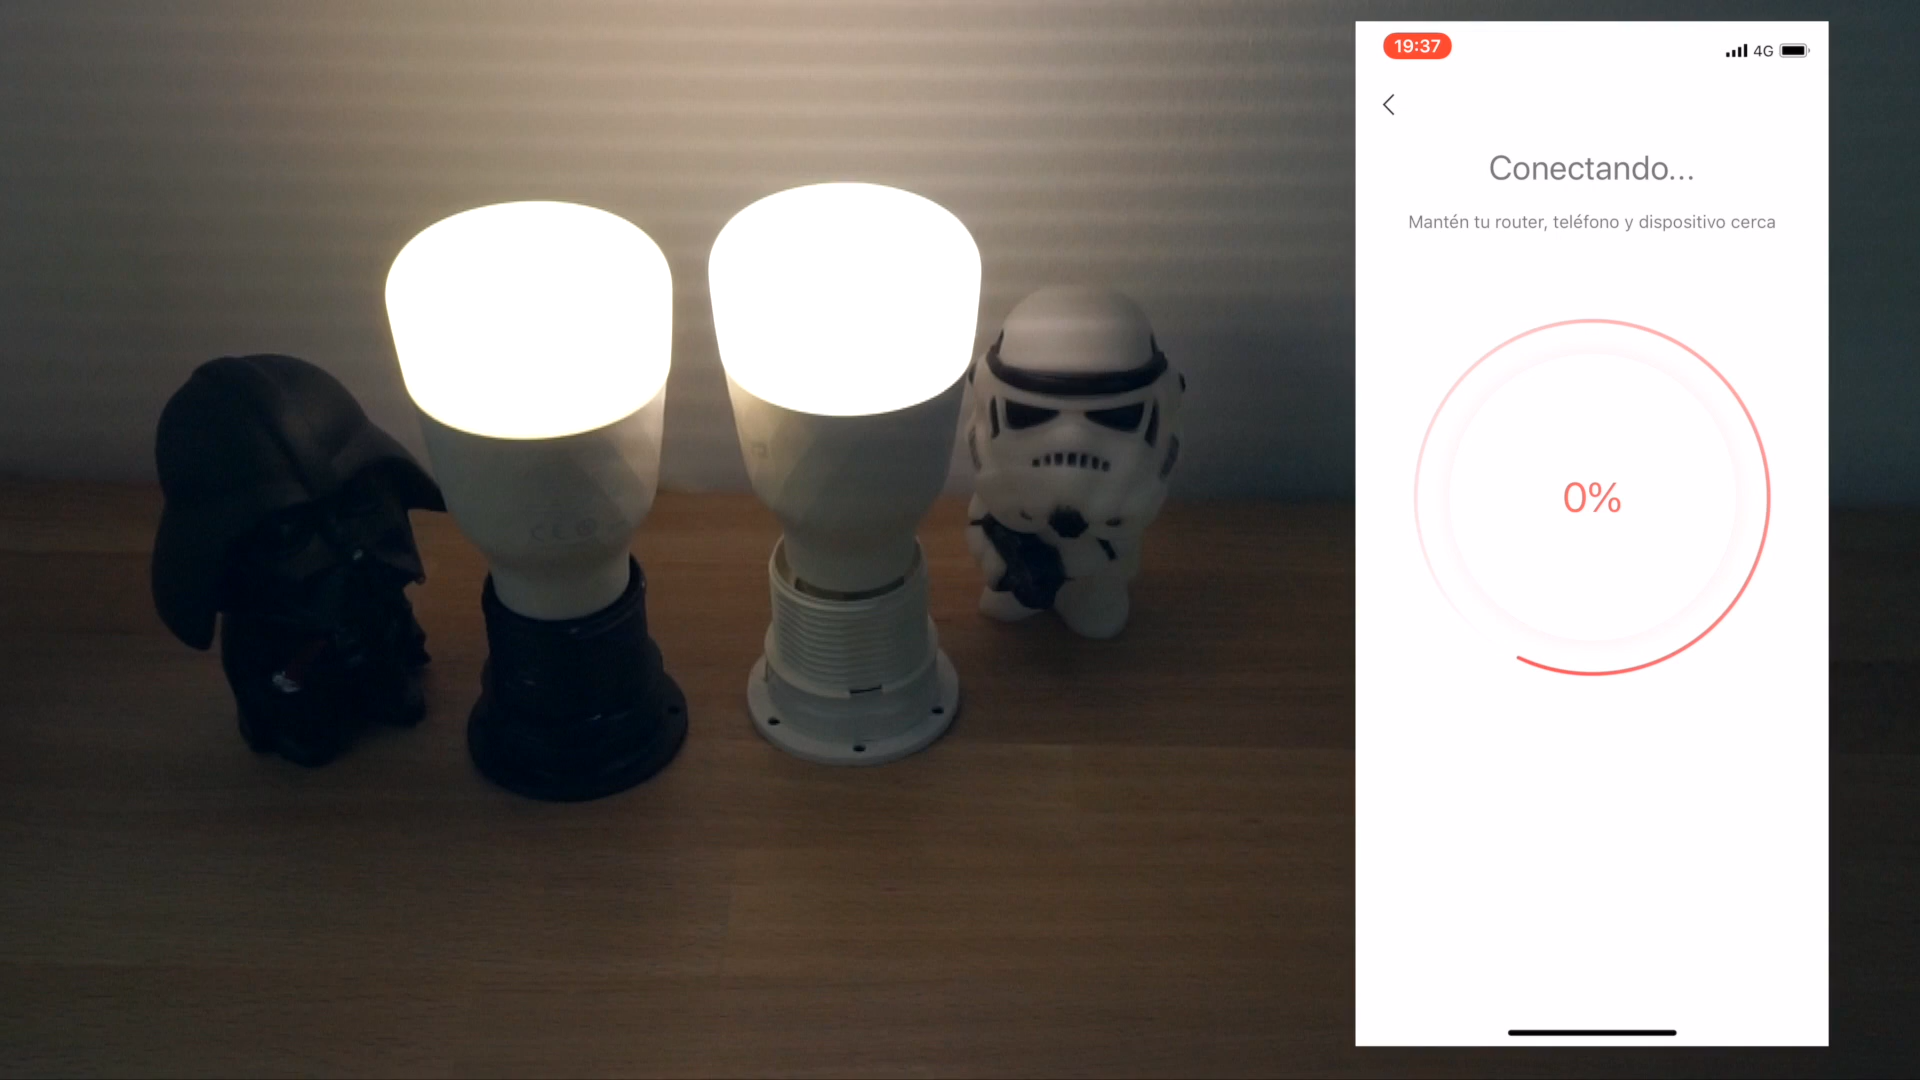 19:37
4G
Conectando...
Mantén tu router, teléfono y dispositivo cerca
0%